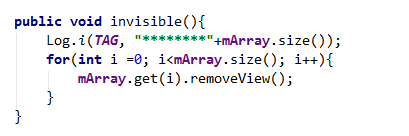 public void invisible(){
Log.i(TAG, "********"+mArray.size());
for(int i =0; i<mArray.size(); i++){
mArray.get(i).removeView();
}
}